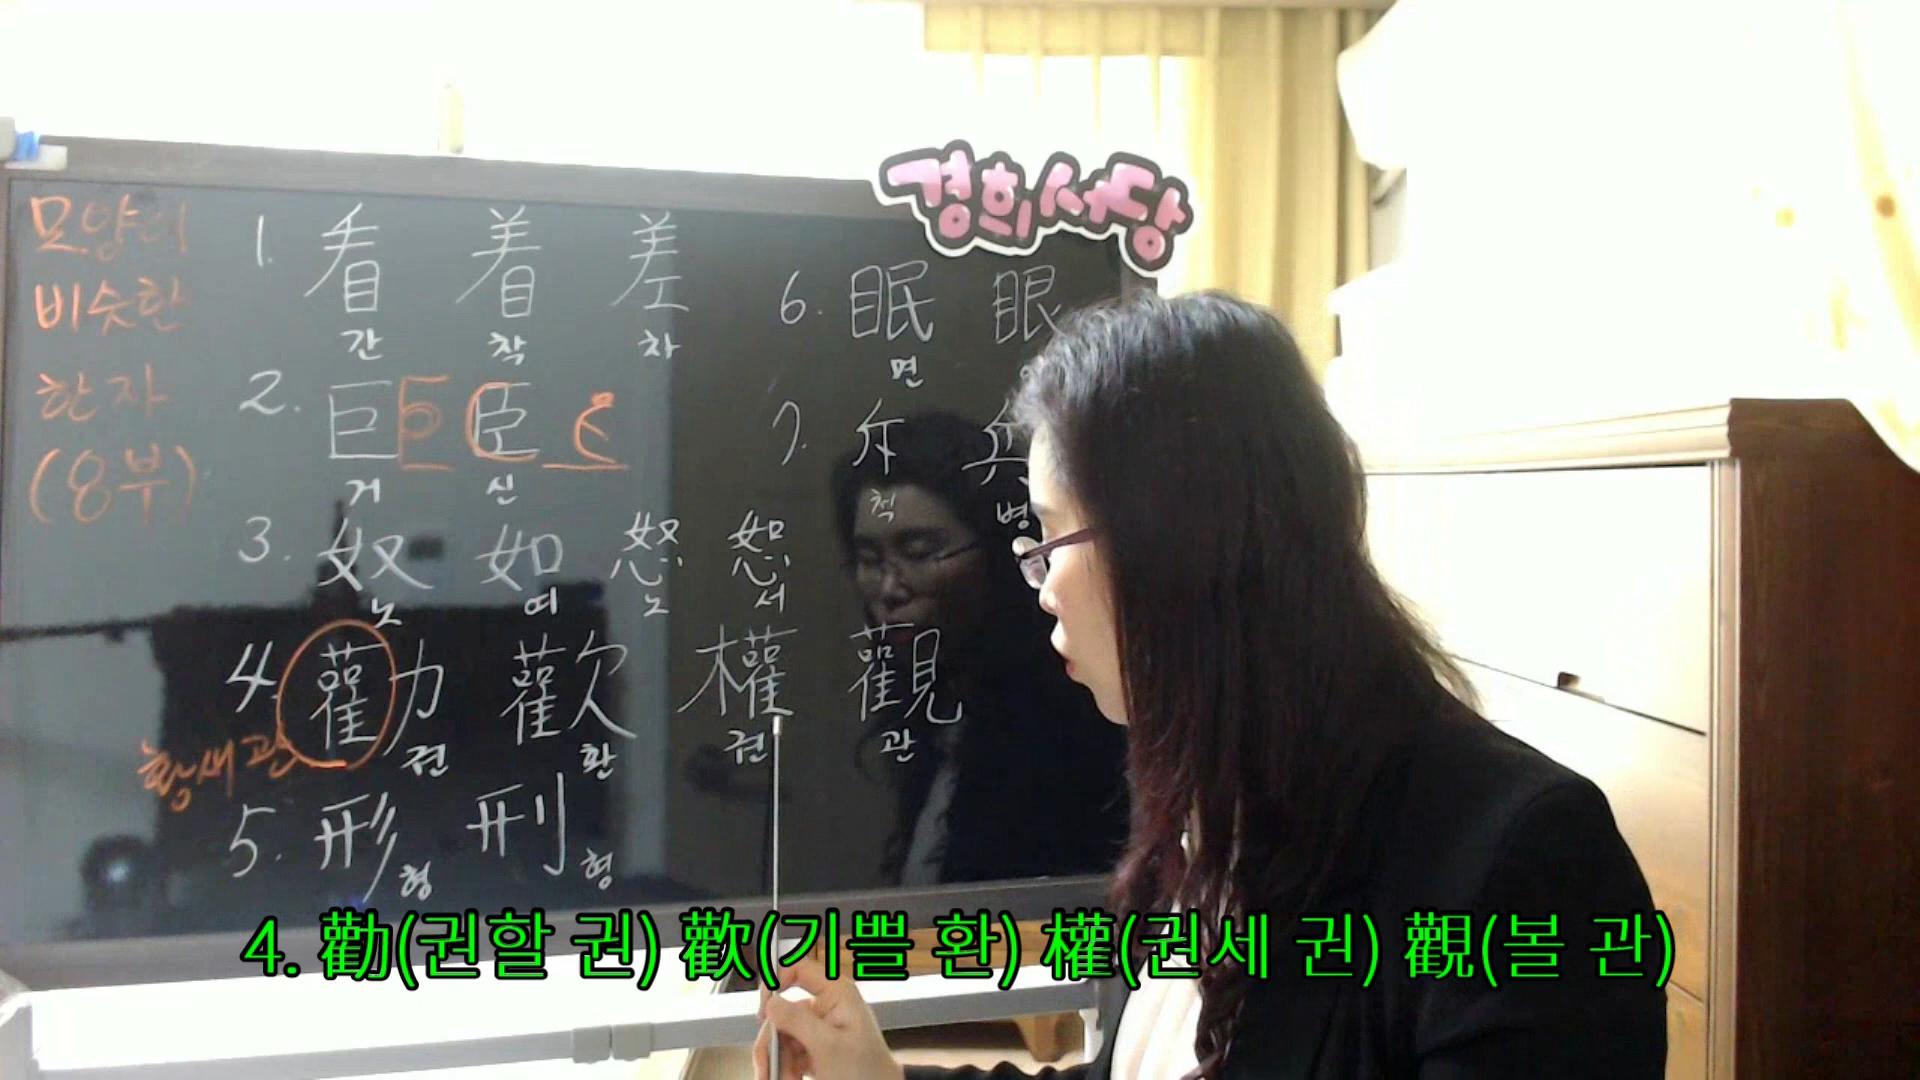 경희서당
모양이
비슷한
한자
(8부)
1. 看 着 差
간 착 차
2. 巨 臣
거 신
3. 奴 如 怒 恕
노 여 노 서
4. 勸 歡 權 觀
권 환 권 관
황새 관
5. 形 刑
형 형
6. 眠 眼
면
7. 斥 兵
척 병
4. 勸(권할 권) 歡(기쁠 환) 權(권세 권) 觀(볼 관)